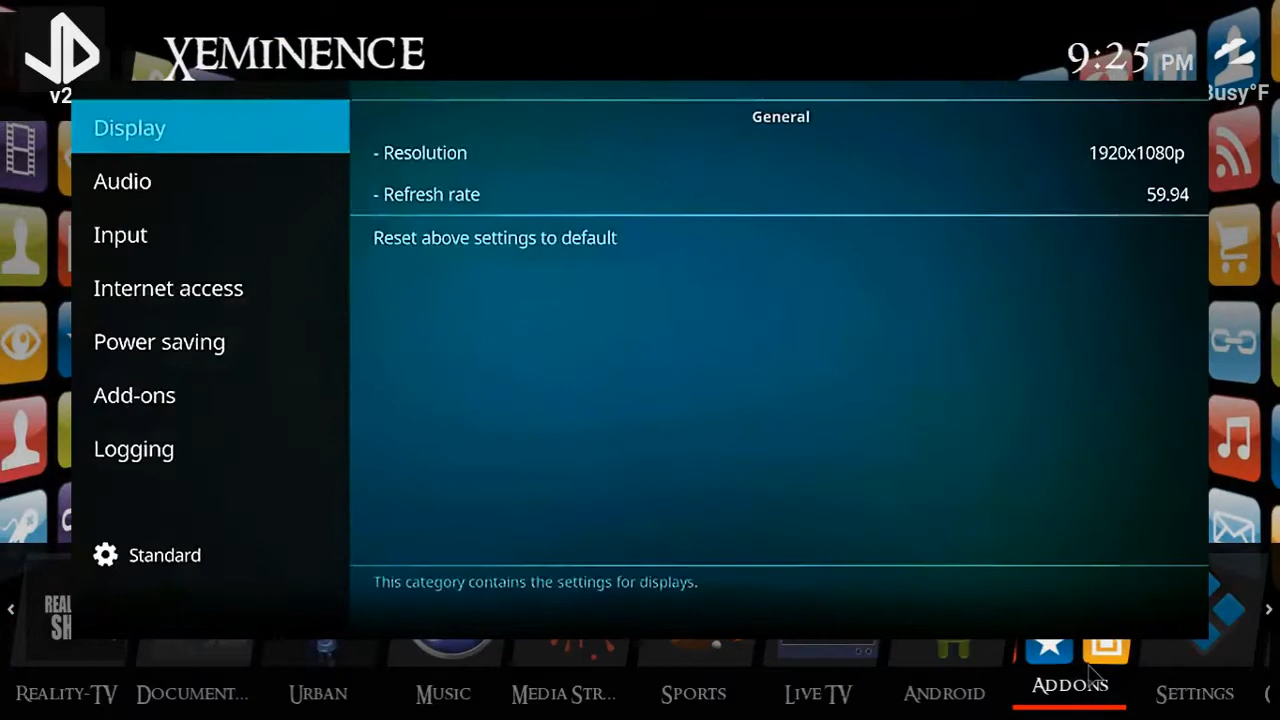 XEMINENCE
9:25 PM
v2
Busy°F
Display
Audio
Input
Internet access
Power saving
Add-ons
Logging
Standard
General
- Resolution
1920x1080p
- Refresh rate
59.94
Reset above settings to default
This category contains the settings for displays.
REAL
SH
REALITY-TV
DOCUMENT...
URBAN
MUSIC
MEDIA STR...
SPORTS
LIVE TV
ANDROID
ADDONS
SETTINGS